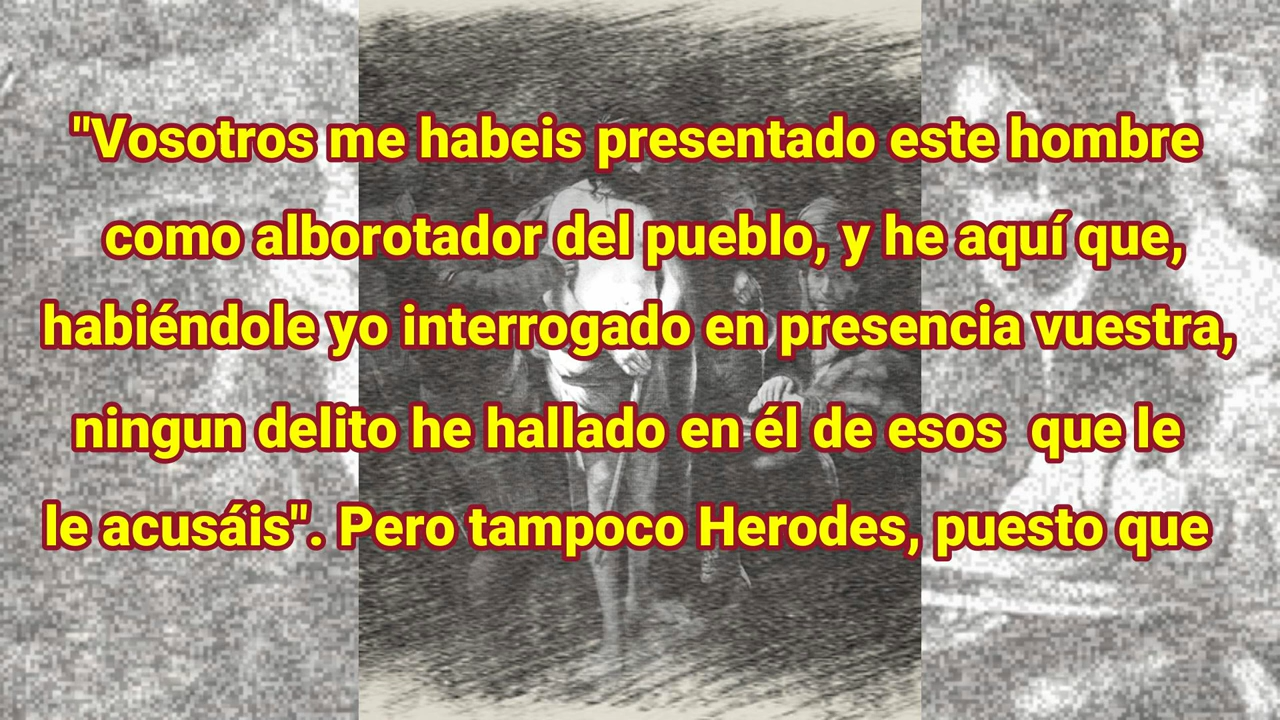 "Vosotros me habeis presentado este hombre
como alborotador del pueblo, y he aquí que,
habiéndole yo interrogado en presencia vuestra,
ningun delito he hallado en él de esos  que le
le acusáis". Pero tampoco Herodes, puesto que